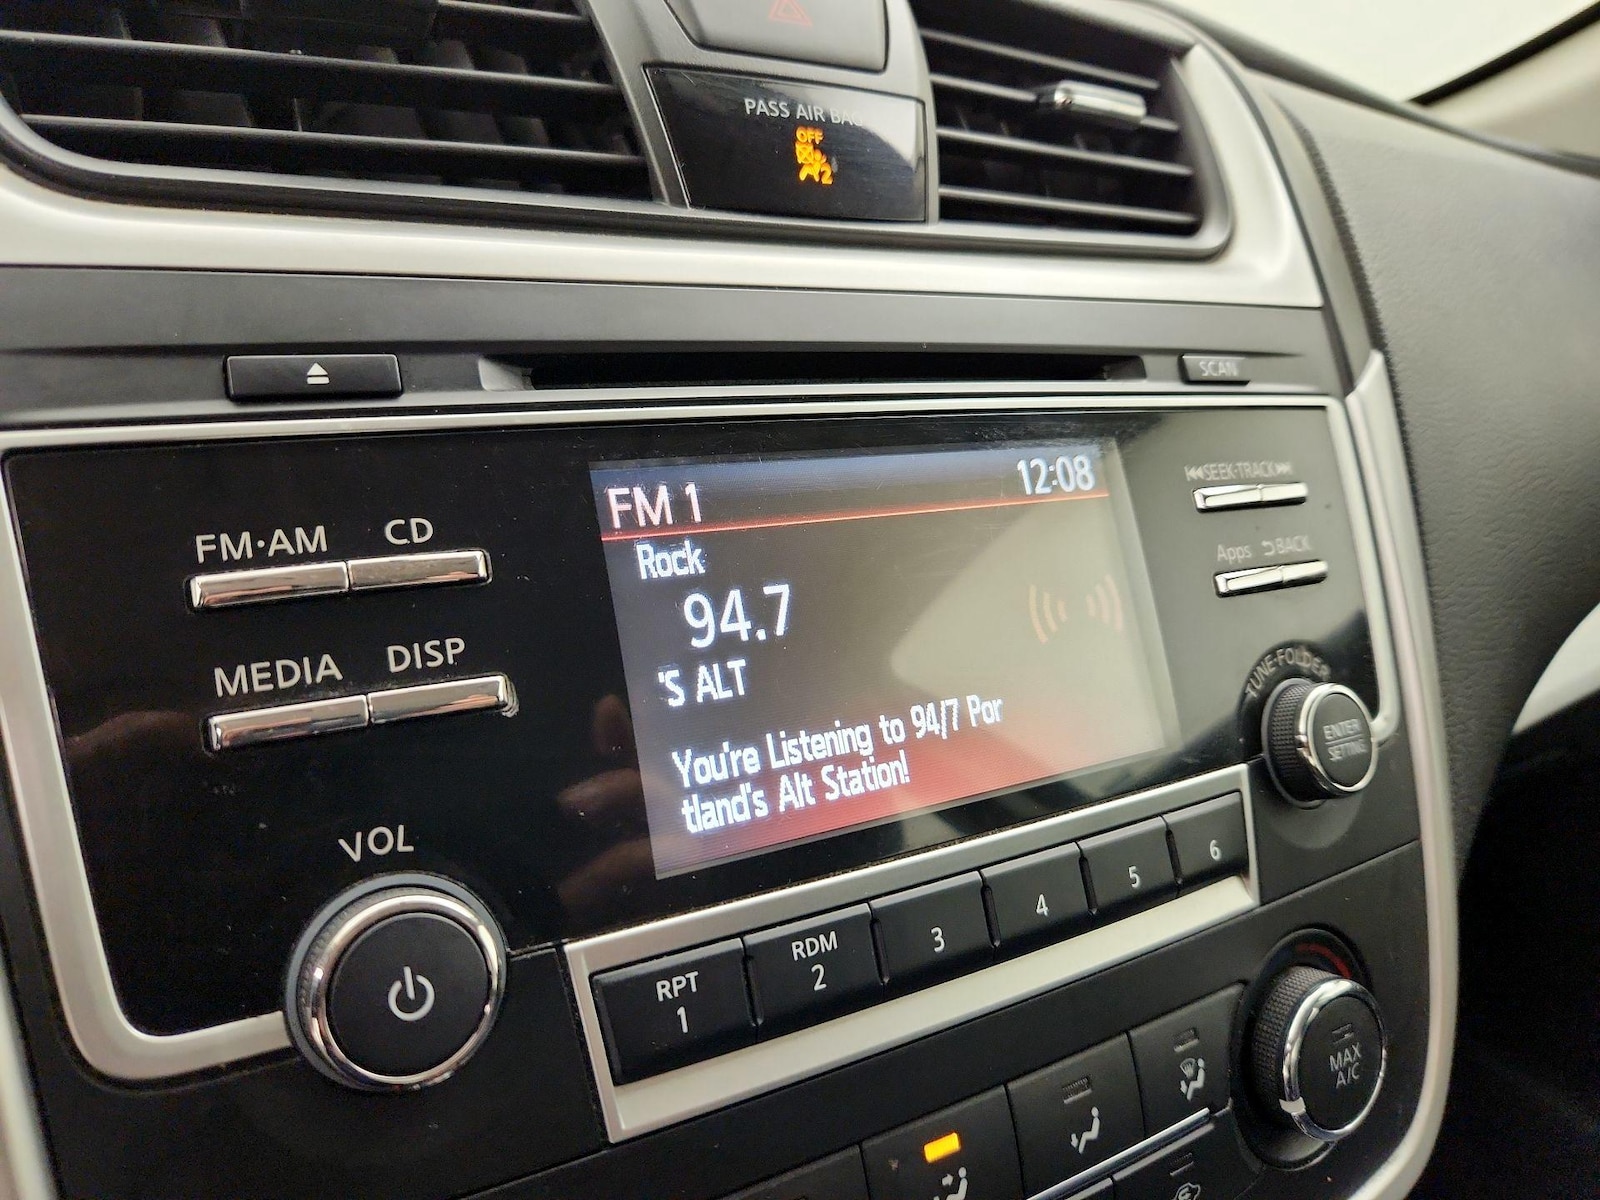 PASS AIR BAG
OFF
2
SCAN
FM·AM CD
MEDIA DISP
VOL
FM 1 12:08
Rock
94.7
'S ALT
You're Listening to 94/7 Por
tland's Alt Station!
SEEK·TRACK
Apps BACK
TUNE·FOLDER
ENTER
SETTING
RPT
1
RDM
2
3
4
5
6
MAX
A/C